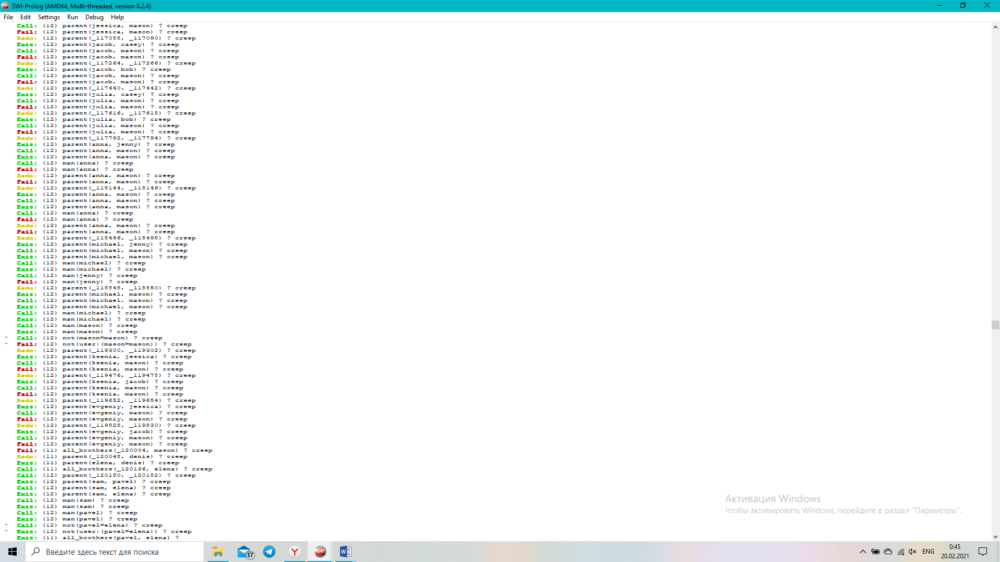 SWI-Prolog (AMD64, Multi-threaded, version 8.2.4)
File Edit Settings Run Debug Help
Call: (12) parent(jessica, mason) ? creep
Fail: (12) parent(jessica, mason) ? creep
Redo: (12) parent(_117088, _117090) ? creep
Exit: (12) parent(jacob, casey) ? creep
Call: (12) parent(jacob, mason) ? creep
Fail: (12) parent(jacob, mason) ? creep
Redo: (12) parent(_117264, _117266) ? creep
Exit: (12) parent(jacob, bob) ? creep
Call: (12) parent(jacob, mason) ? creep
Fail: (12) parent(jacob, mason) ? creep
Redo: (12) parent(_117440, _117442) ? creep
Exit: (12) parent(julia, casey) ? creep
Call: (12) parent(julia, mason) ? creep
Fail: (12) parent(julia, mason) ? creep
Redo: (12) parent(_117616, _117618) ? creep
Exit: (12) parent(julia, bob) ? creep
Call: (12) parent(julia, mason) ? creep
Fail: (12) parent(julia, mason) ? creep
Redo: (12) parent(_117792, _117794) ? creep
Exit: (12) parent(anna, jenny) ? creep
Call: (12) parent(anna, mason) ? creep
Exit: (12) parent(anna, mason) ? creep
Call: (12) man(anna) ? creep
Fail: (12) man(anna) ? creep
Redo: (12) parent(anna, mason) ? creep
Fail: (12) parent(anna, mason) ? creep
Redo: (12) parent(_118144, _118146) ? creep
Exit: (12) parent(anna, mason) ? creep
Call: (12) parent(anna, mason) ? creep
Exit: (12) parent(anna, mason) ? creep
Call: (12) man(anna) ? creep
Fail: (12) man(anna) ? creep
Redo: (12) parent(anna, mason) ? creep
Fail: (12) parent(anna, mason) ? creep
Redo: (12) parent(_118496, _118498) ? creep
Exit: (12) parent(michael, jenny) ? creep
Call: (12) parent(michael, mason) ? creep
Exit: (12) parent(michael, mason) ? creep
Call: (12) man(michael) ? creep
Exit: (12) man(michael) ? creep
Call: (12) man(jenny) ? creep
Fail: (12) man(jenny) ? creep
Redo: (12) parent(_118848, _118850) ? creep
Exit: (12) parent(michael, mason) ? creep
Call: (12) parent(michael, mason) ? creep
Exit: (12) parent(michael, mason) ? creep
Call: (12) man(michael) ? creep
Exit: (12) man(michael) ? creep
Call: (12) man(mason) ? creep
Exit: (12) man(mason) ? creep
^ Call: (12) not(mason=mason) ? creep
^ Fail: (12) not(user:(mason=mason)) ? creep
Redo: (12) parent(_119300, _119302) ? creep
Exit: (12) parent(ksenia, jessica) ? creep
Call: (12) parent(ksenia, mason) ? creep
Fail: (12) parent(ksenia, mason) ? creep
Redo: (12) parent(_119476, _119478) ? creep
Exit: (12) parent(ksenia, jacob) ? creep
Call: (12) parent(ksenia, mason) ? creep
Fail: (12) parent(ksenia, mason) ? creep
Redo: (12) parent(_119652, _119654) ? creep
Exit: (12) parent(evgeniy, jessica) ? creep
Call: (12) parent(evgeniy, mason) ? creep
Fail: (12) parent(evgeniy, mason) ? creep
Redo: (12) parent(_119828, _119830) ? creep
Exit: (12) parent(evgeniy, jacob) ? creep
Call: (12) parent(evgeniy, mason) ? creep
Fail: (12) parent(evgeniy, mason) ? creep
Fail: (11) all_brothers(_120004, mason) ? creep
Redo: (11) parent(_120048, denis) ? creep
Exit: (11) parent(elena, denis) ? creep
Call: (11) all_brothers(_120136, elena) ? creep
Call: (12) parent(_120180, _120182) ? creep
Exit: (12) parent(sam, pavel) ? creep
Call: (12) parent(sam, elena) ? creep
Exit: (12) parent(sam, elena) ? creep
Call: (12) man(sam) ? creep
Exit: (12) man(sam) ? creep
Call: (12) man(pavel) ? creep
Exit: (12) man(pavel) ? creep
^ Call: (12) not(pavel=elena) ? creep
^ Exit: (12) not(user:(pavel=elena)) ? creep
Exit: (11) all_brothers(pavel, elena) ?
Активация Windows
Чтобы активировать Windows, перейдите в раздел "Параметры".
Введите здесь текст для поиска
17
ENG
0:45
20.02.2021